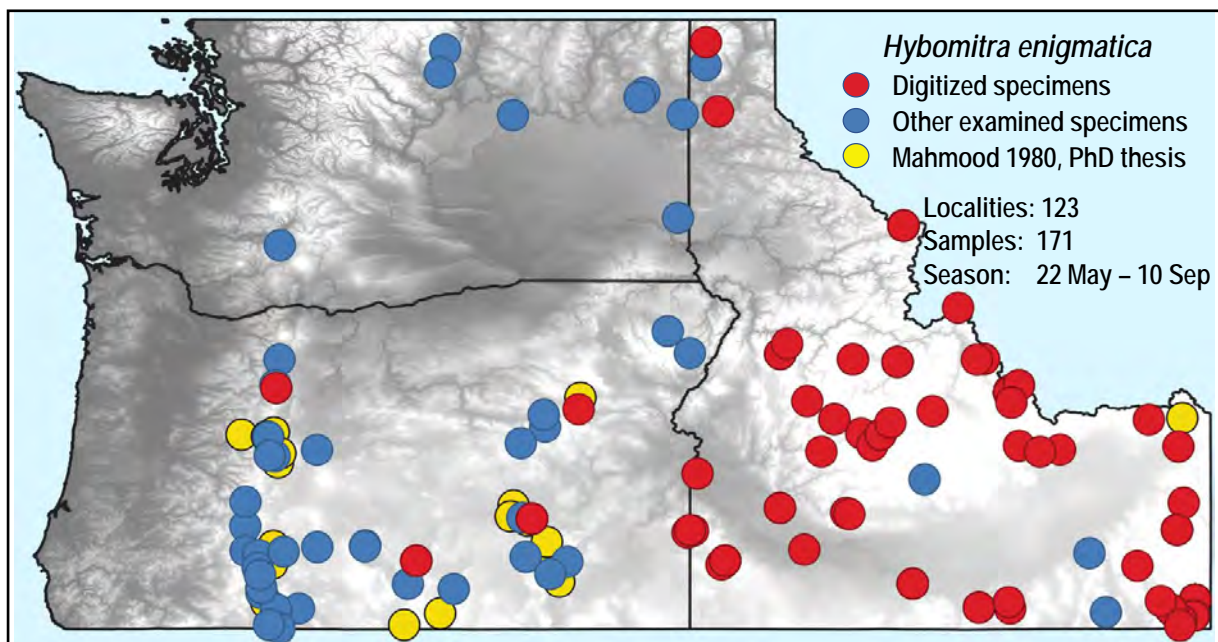 Hybomitra enigmatica
Digitized specimens
Other examined specimens
Mahmood 1980, PhD thesis
Localities: 123
Samples: 171
Season: 22 May – 10 Sep